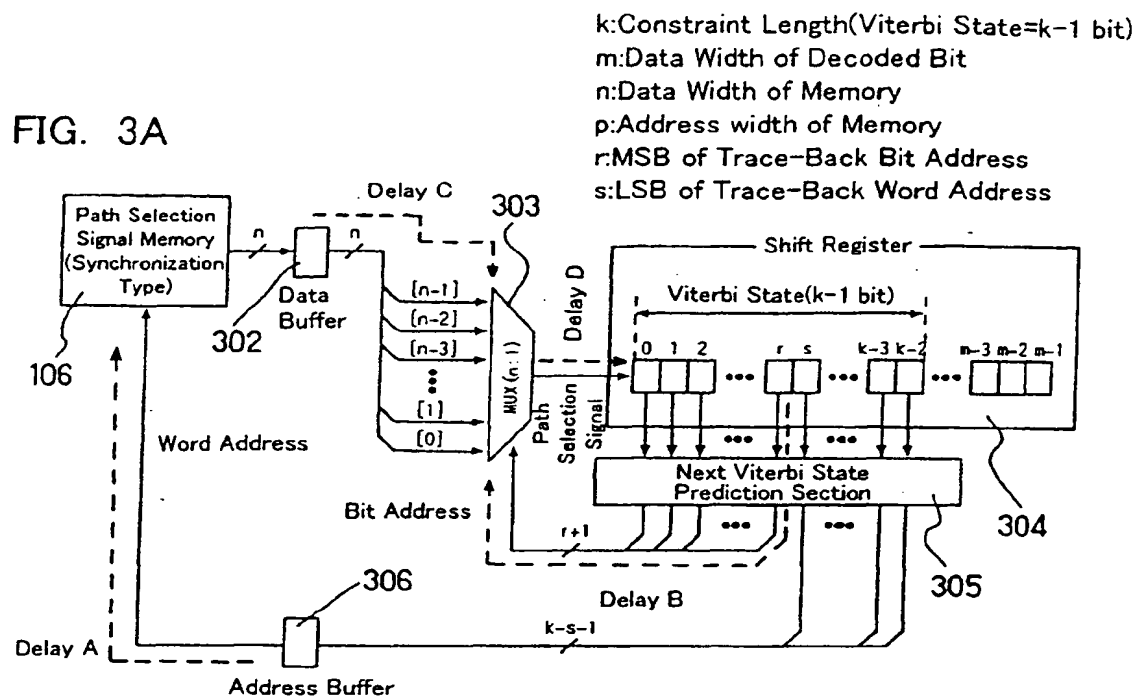 k:Constraint Length(Viterbi State=k-1 bit)
m:Data Width of Decoded Bit
n:Data Width of Memory
p:Address width of Memory
r:MSB of Trace-Back Bit Address
s:LSB of Trace-Back Word Address
FIG. 3A
Path Selection
Signal Memory
(Synchronization
Type)
106
n
n
302
Data
Buffer
Delay C
303
[n-1]
[n-2]
[n-3]
[1]
[0]
MUX(n:1)
Delay D
Path
Selection
Signal
Shift Register
Viterbi State(k-1 bit)
0 1 2 r s k-3 k-2 m-3 m-2 m-1
304
Next Viterbi State
Prediction Section
305
Word Address
Bit Address
r+1
Delay B
306
k-s-1
Delay A
Address Buffer